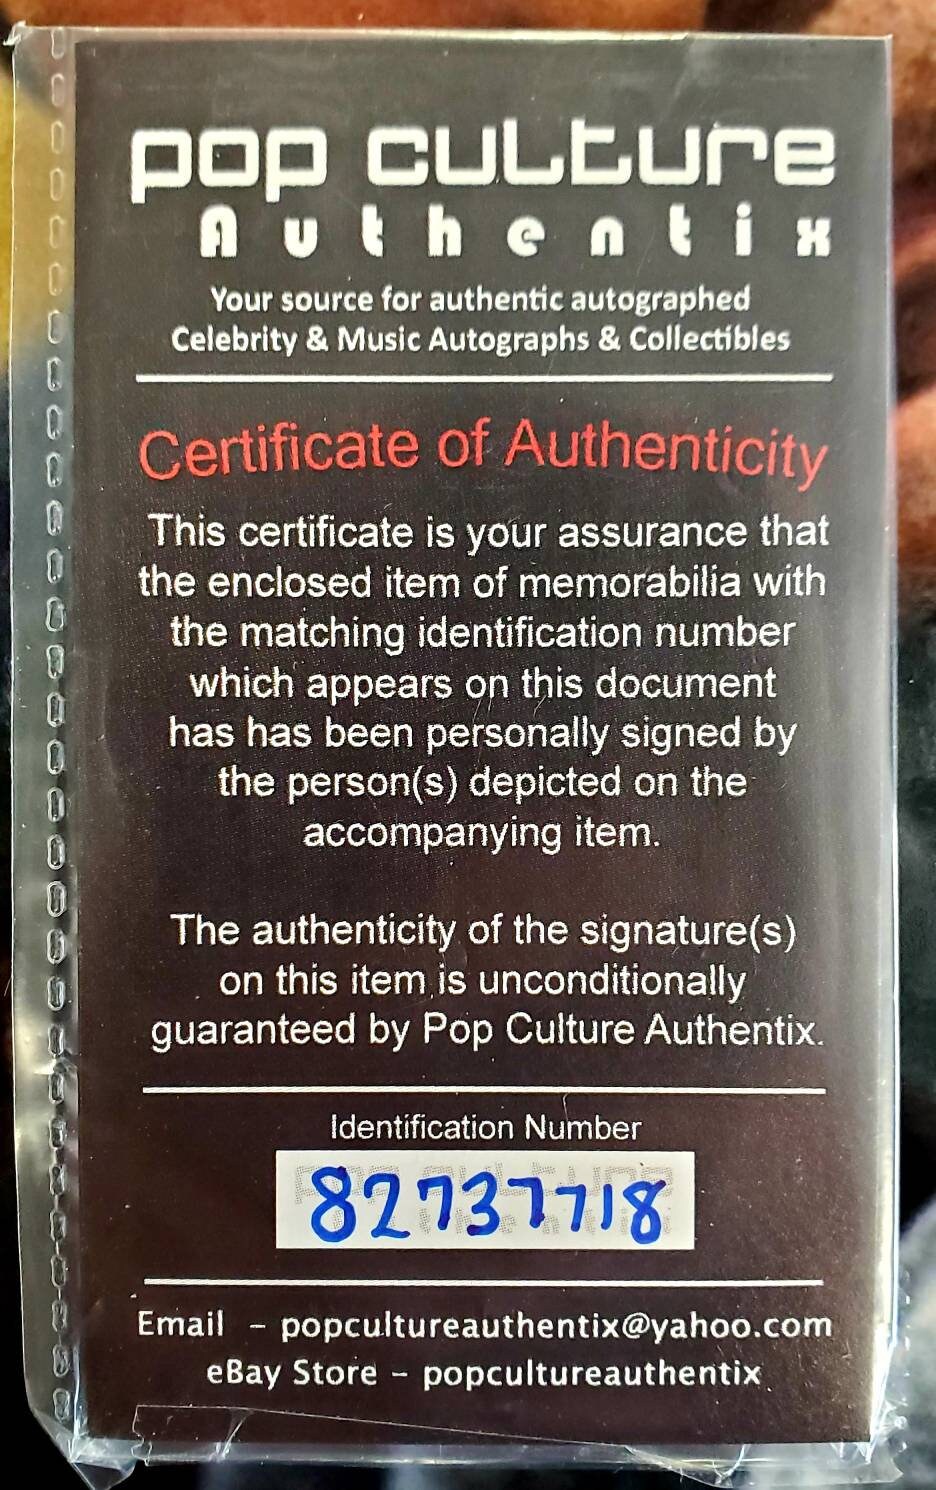 pop culture
Authentix
Your source for authentic autographed
Celebrity & Music Autographs & Collectibles
Certificate of Authenticity
This certificate is your assurance that
the enclosed item of memorabilia with
the matching identification number
which appears on this document
has has been personally signed by
the person(s) depicted on the
accompanying item.
The authenticity of the signature(s)
on this item is unconditionally
guaranteed by Pop Culture Authentix.
Identification Number
82737718
Email - popcultureauthentix@yahoo.com
eBay Store - popcultureauthentix